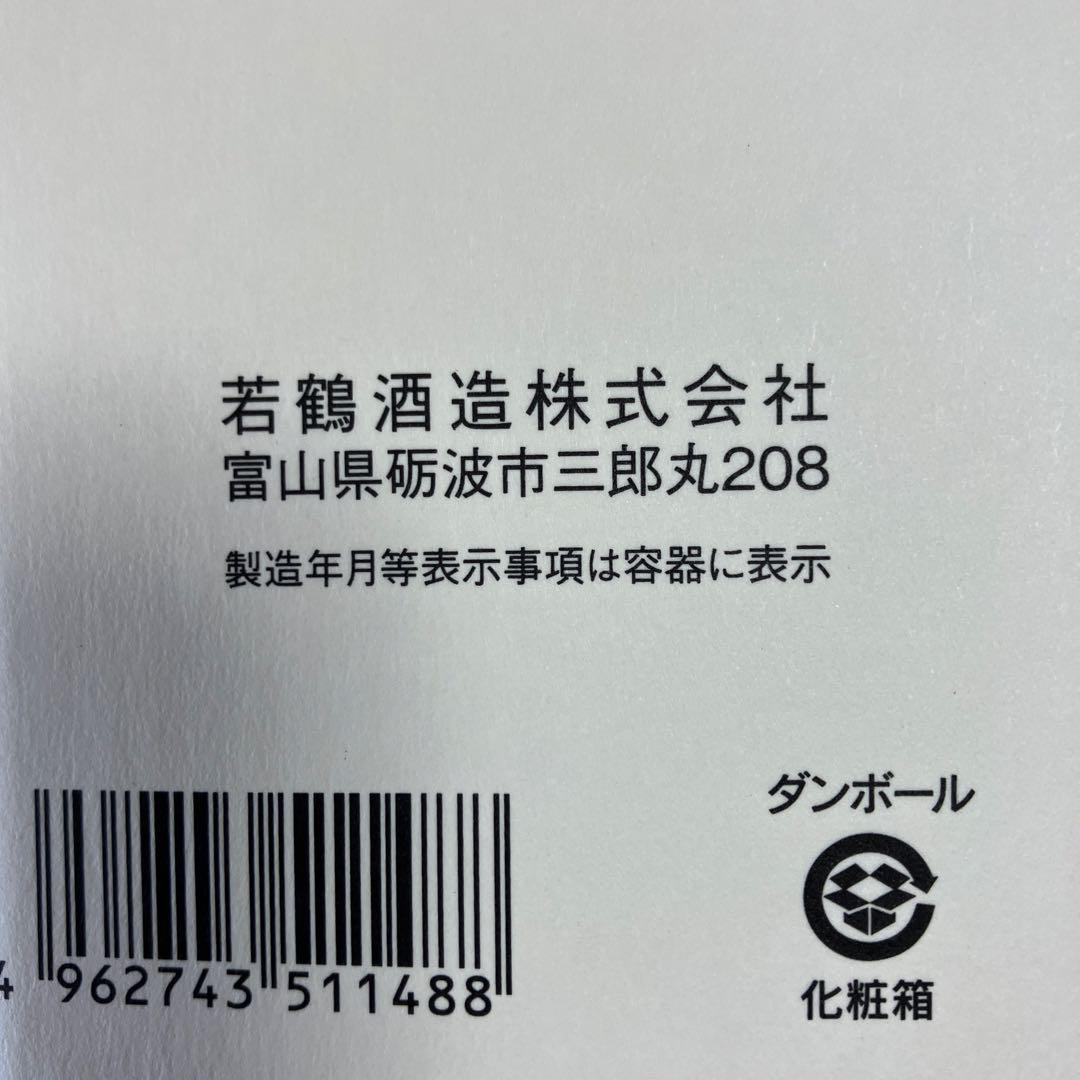 若鶴酒造株式会社
富山県砺波市三郎丸208
製造年月等表示事項は容器に表示
ダンボール
化粧箱
4 962743 511488